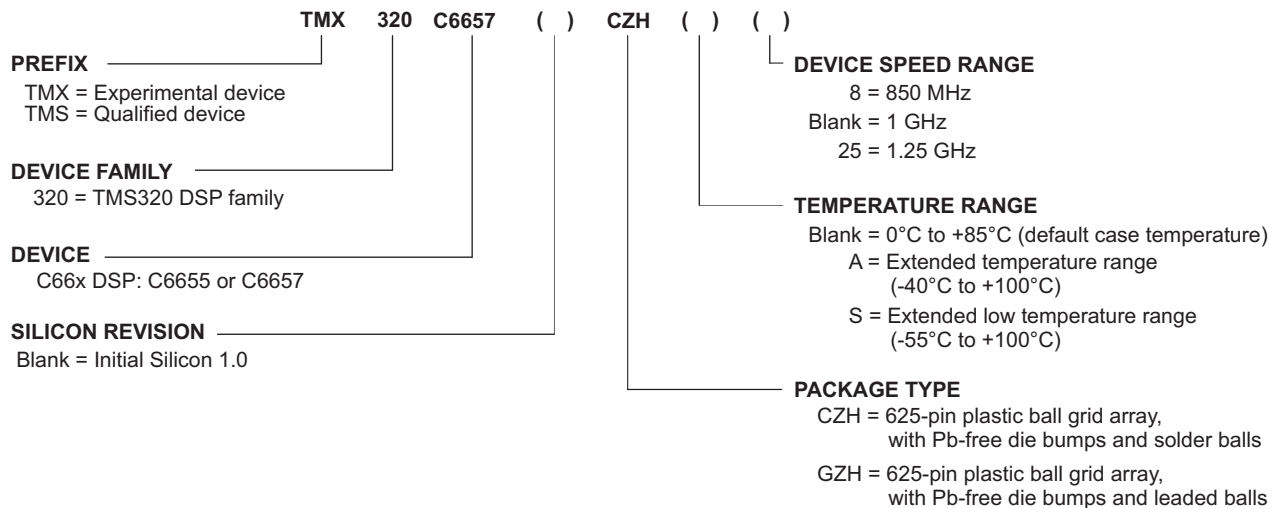 TMX 320 C6657 ( ) CZH ( ) ( )
PREFIX
TMX = Experimental device
TMS = Qualified device
DEVICE FAMILY
320 = TMS320 DSP family
DEVICE
C66x DSP: C6655 or C6657
SILICON REVISION
Blank = Initial Silicon 1.0
DEVICE SPEED RANGE
8 = 850 MHz
Blank = 1 GHz
25 = 1.25 GHz
TEMPERATURE RANGE
Blank = 0°C to +85°C (default case temperature)
A = Extended temperature range
(-40°C to +100°C)
S = Extended low temperature range
(-55°C to +100°C)
PACKAGE TYPE
CZH = 625-pin plastic ball grid array,
with Pb-free die bumps and solder balls
GZH = 625-pin plastic ball grid array,
with Pb-free die bumps and leaded balls